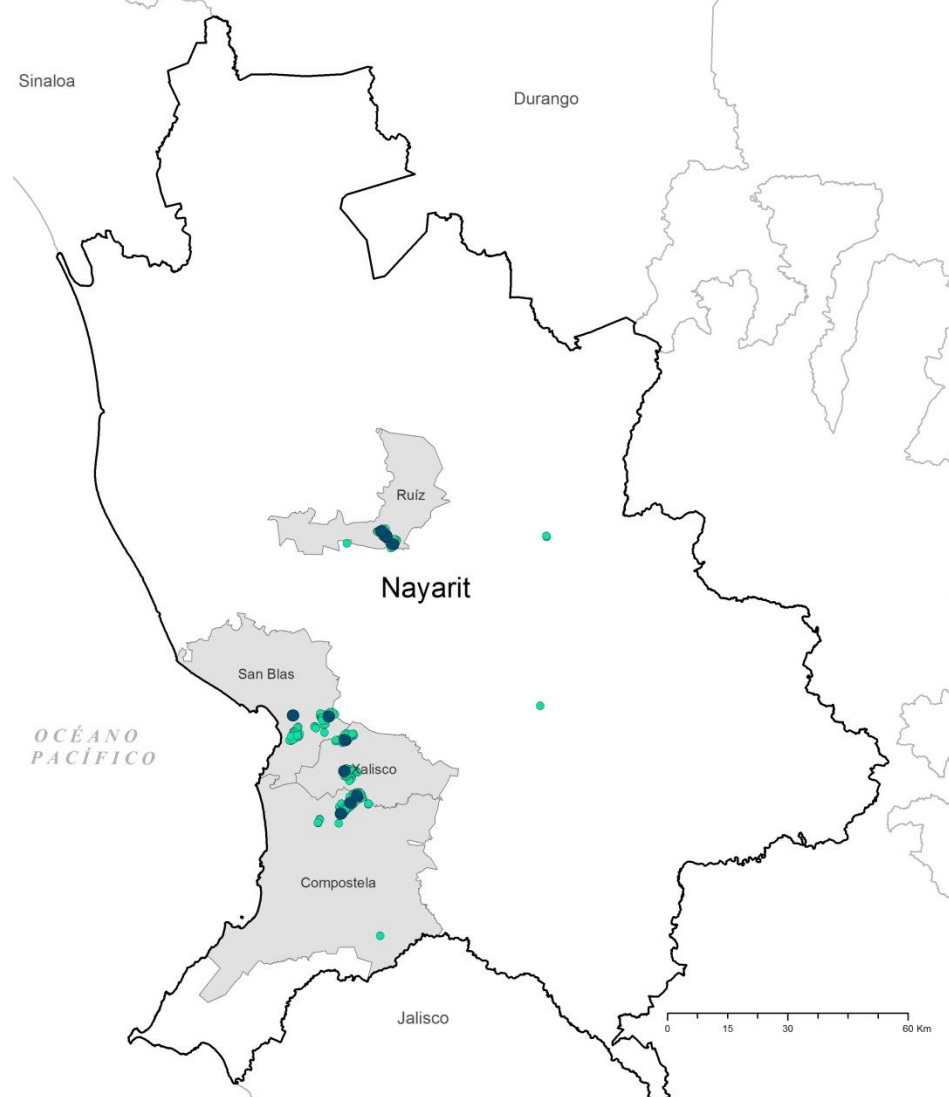 Sinaloa
Durango
Ruíz
Nayarit
San Blas
OCÉANO
PACÍFICO
Xalisco
Compostela
Jalisco
0 15 30 60 Km